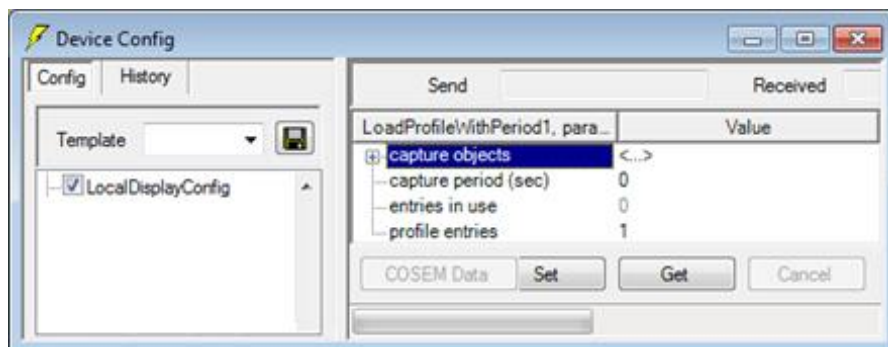 Device Config
Config History
Send Received
Template
LoadProfileWithPeriod1, para... Value
capture objects <...>
LocalDisplayConfig
capture period (sec) 0
entries in use 0
profile entries 1
COSEM Data Set Get Cancel